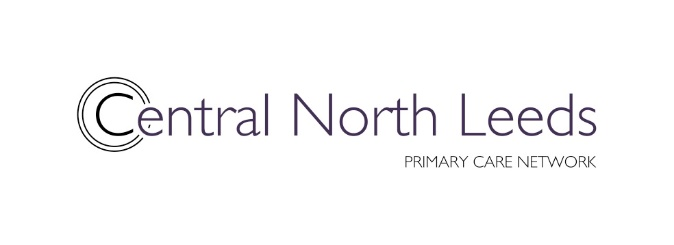 Central North Leeds
PRIMARY CARE NETWORK